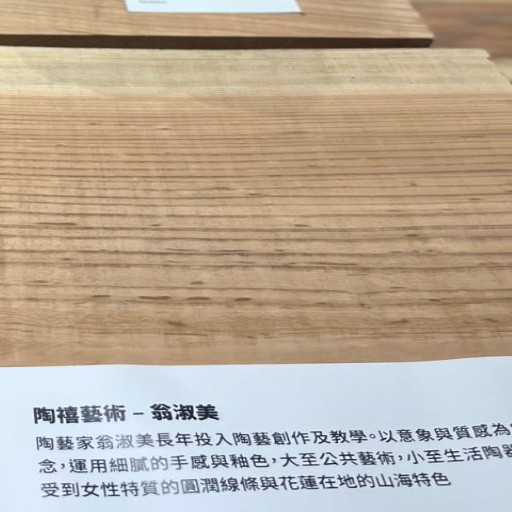 陶禧藝術 – 翁淑美
陶藝家翁淑美長年投入陶藝創作及教學。以意象與質感為
念，運用細膩的手感與釉色，大至公共藝術，小至生活陶器
受到女性特質的圓潤線條與花蓮在地的山海特色